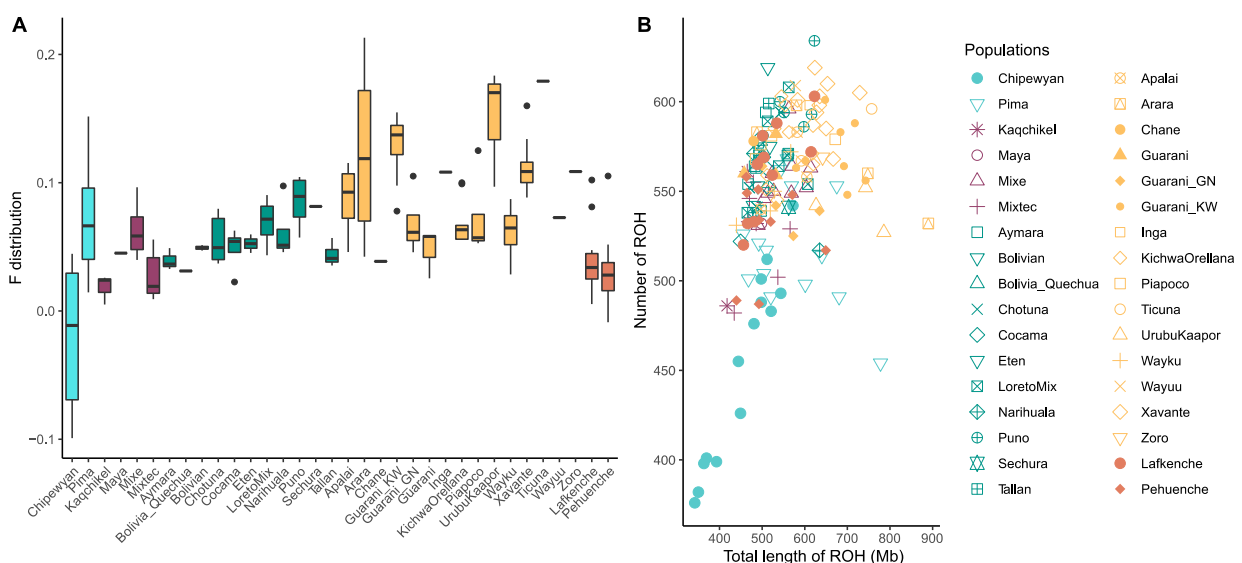 A
F distribution
0.2
0.1
0.0
−0.1
Chipewyan
Pima
Kaqchikel
Maya
Mixe
Mixtec
Aymara
Bolivia_Quechua
Bolivian
Chotuna
Cocama
Eten
LoretoMix
Narihuala
Puno
Sechura
Tallan
Apalai
Arara
Chane
Guarani_KW
Guarani_GN
Guarani
Inga
KichwaOrellana
Piapoco
UrubuKaapor
Wayku
Xavante
Ticuna
Wayuu
Zoro
Lafkenche
Pehuenche
B
Number of ROH
600
550
500
450
400
400
500
600
700
800
900
Total length of ROH (Mb)
Populations
Chipewyan
Pima
Kaqchikel
Maya
Mixe
Mixtec
Aymara
Bolivian
Bolivia_Quechua
Chotuna
Cocama
Eten
LoretoMix
Narihuala
Puno
Sechura
Tallan
Apalai
Arara
Chane
Guarani
Guarani_GN
Guarani_KW
Inga
KichwaOrellana
Piapoco
Ticuna
UrubuKaapor
Wayku
Wayuu
Xavante
Zoro
Lafkenche
Pehuenche